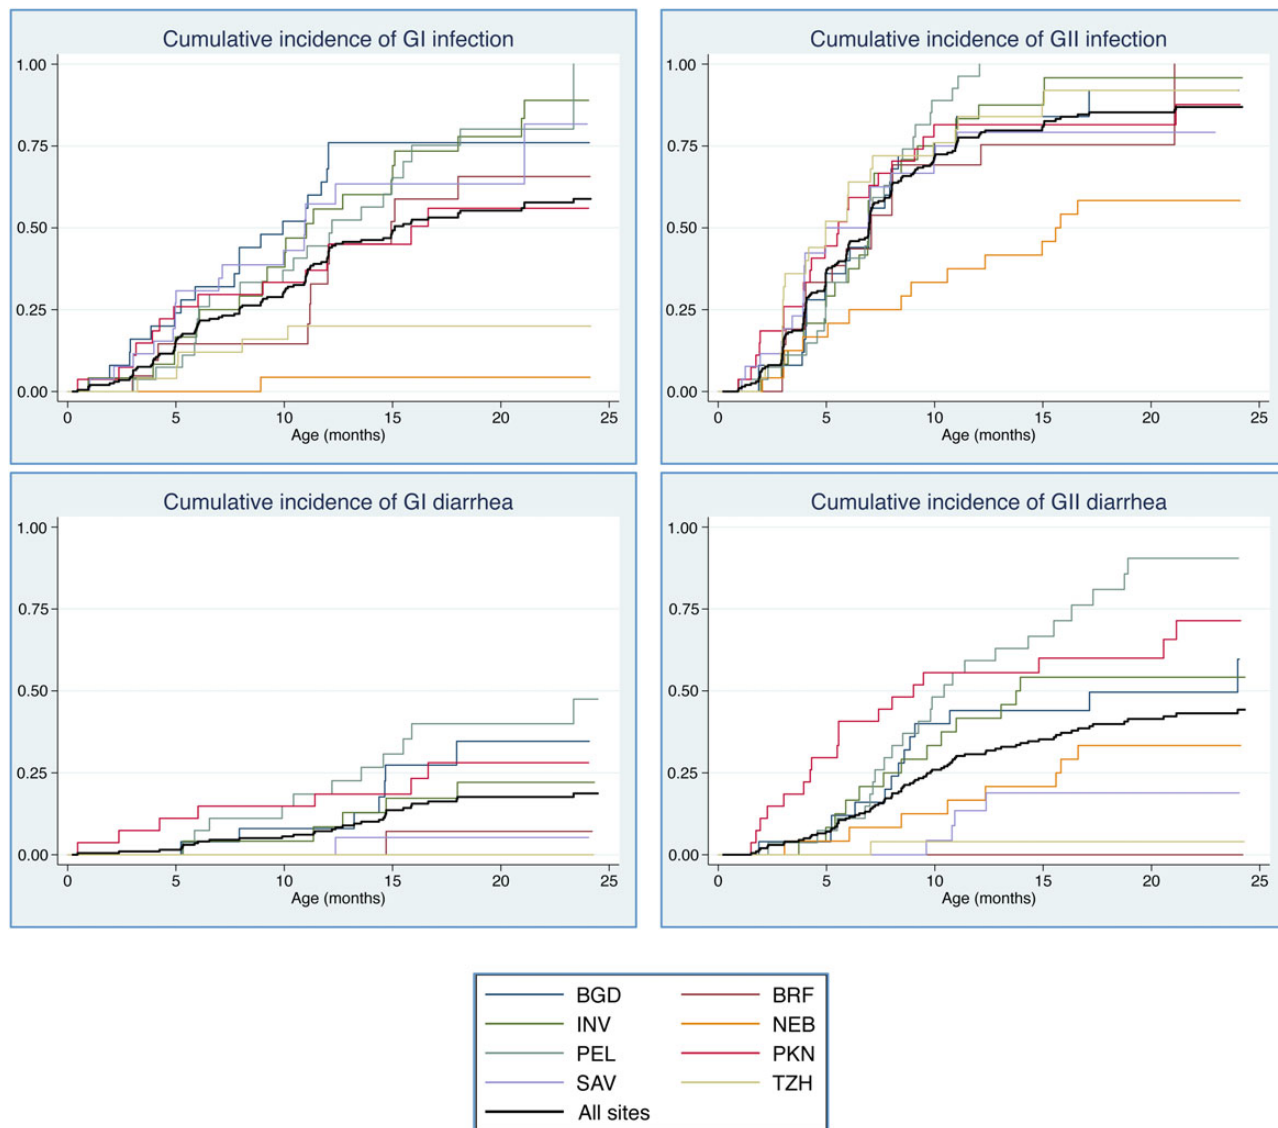 Cumulative incidence of GI infection
1.00
0.75
0.50
0.25
0.00
0 5 10 15 20 25
Age (months)
Cumulative incidence of GII infection
1.00
0.75
0.50
0.25
0.00
0 5 10 15 20 25
Age (months)
Cumulative incidence of GI diarrhea
1.00
0.75
0.50
0.25
0.00
0 5 10 15 20 25
Age (months)
Cumulative incidence of GII diarrhea
1.00
0.75
0.50
0.25
0.00
0 5 10 15 20 25
Age (months)
BGD BRF
INV NEB
PEL PKN
SAV TZH
All sites